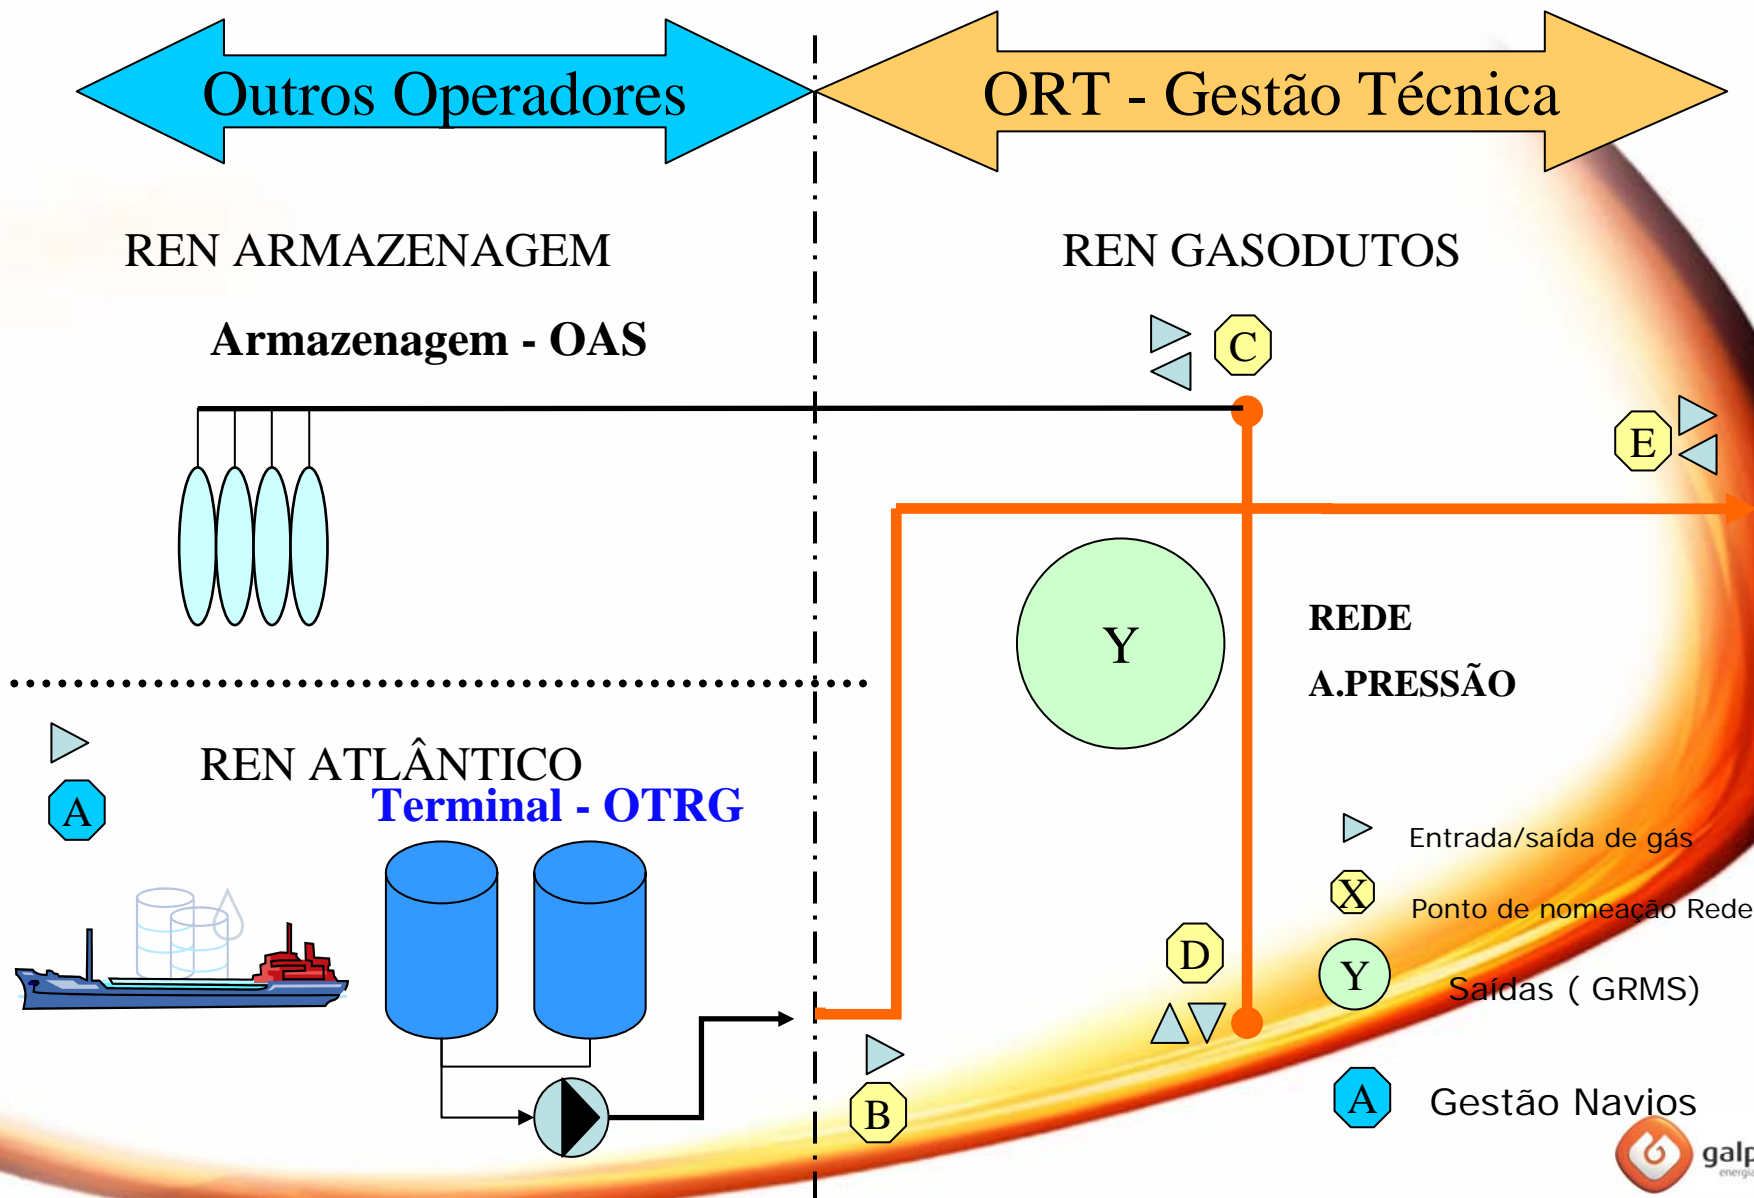 Outros Operadores
ORT - Gestão Técnica
REN ARMAZENAGEM
REN GASODUTOS
Armazenagem - OAS
C
E
Y
REDE
A.PRESSÃO
REN ATLÂNTICO
A
Terminal - OTRG
Entrada/saída de gás
X
Ponto de nomeação Rede
D
Y
Saídas ( GRMS)
B
A
Gestão Navios
galp
energia